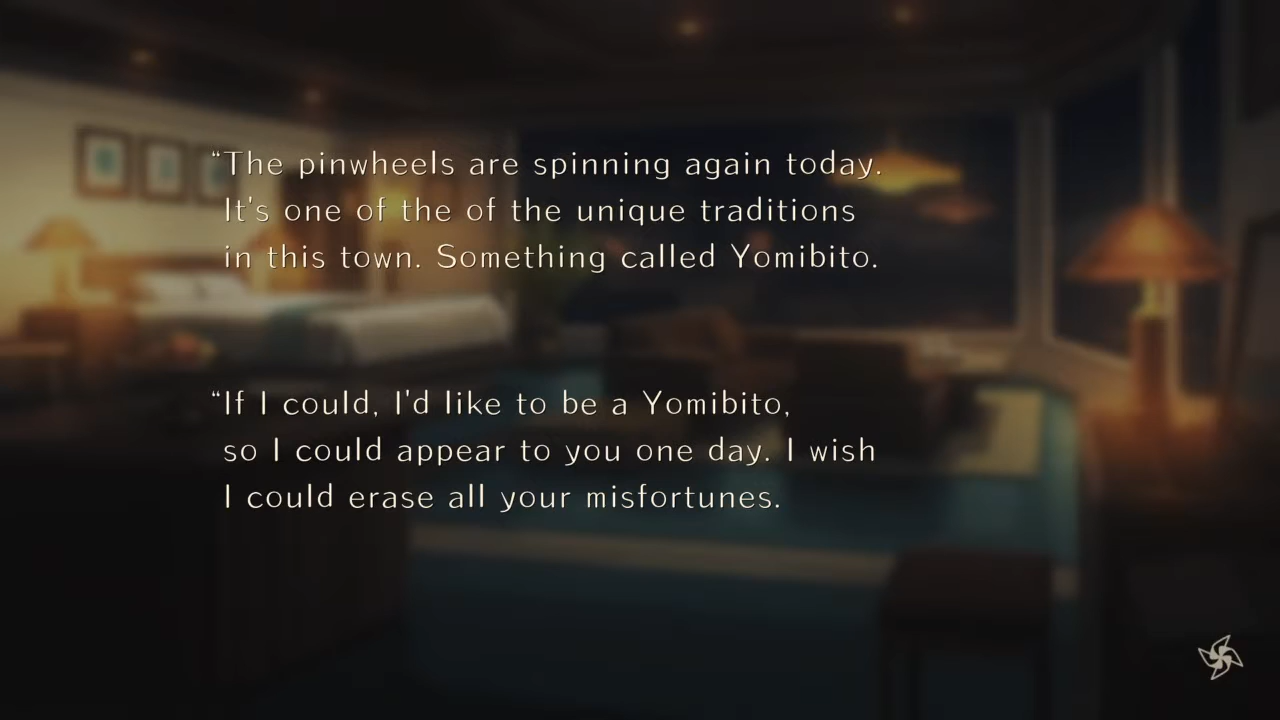 “The pinwheels are spinning again today.
It's one of the of the unique traditions
in this town. Something called Yomibito.
“If I could, I'd like to be a Yomibito,
so I could appear to you one day. I wish
I could erase all your misfortunes.